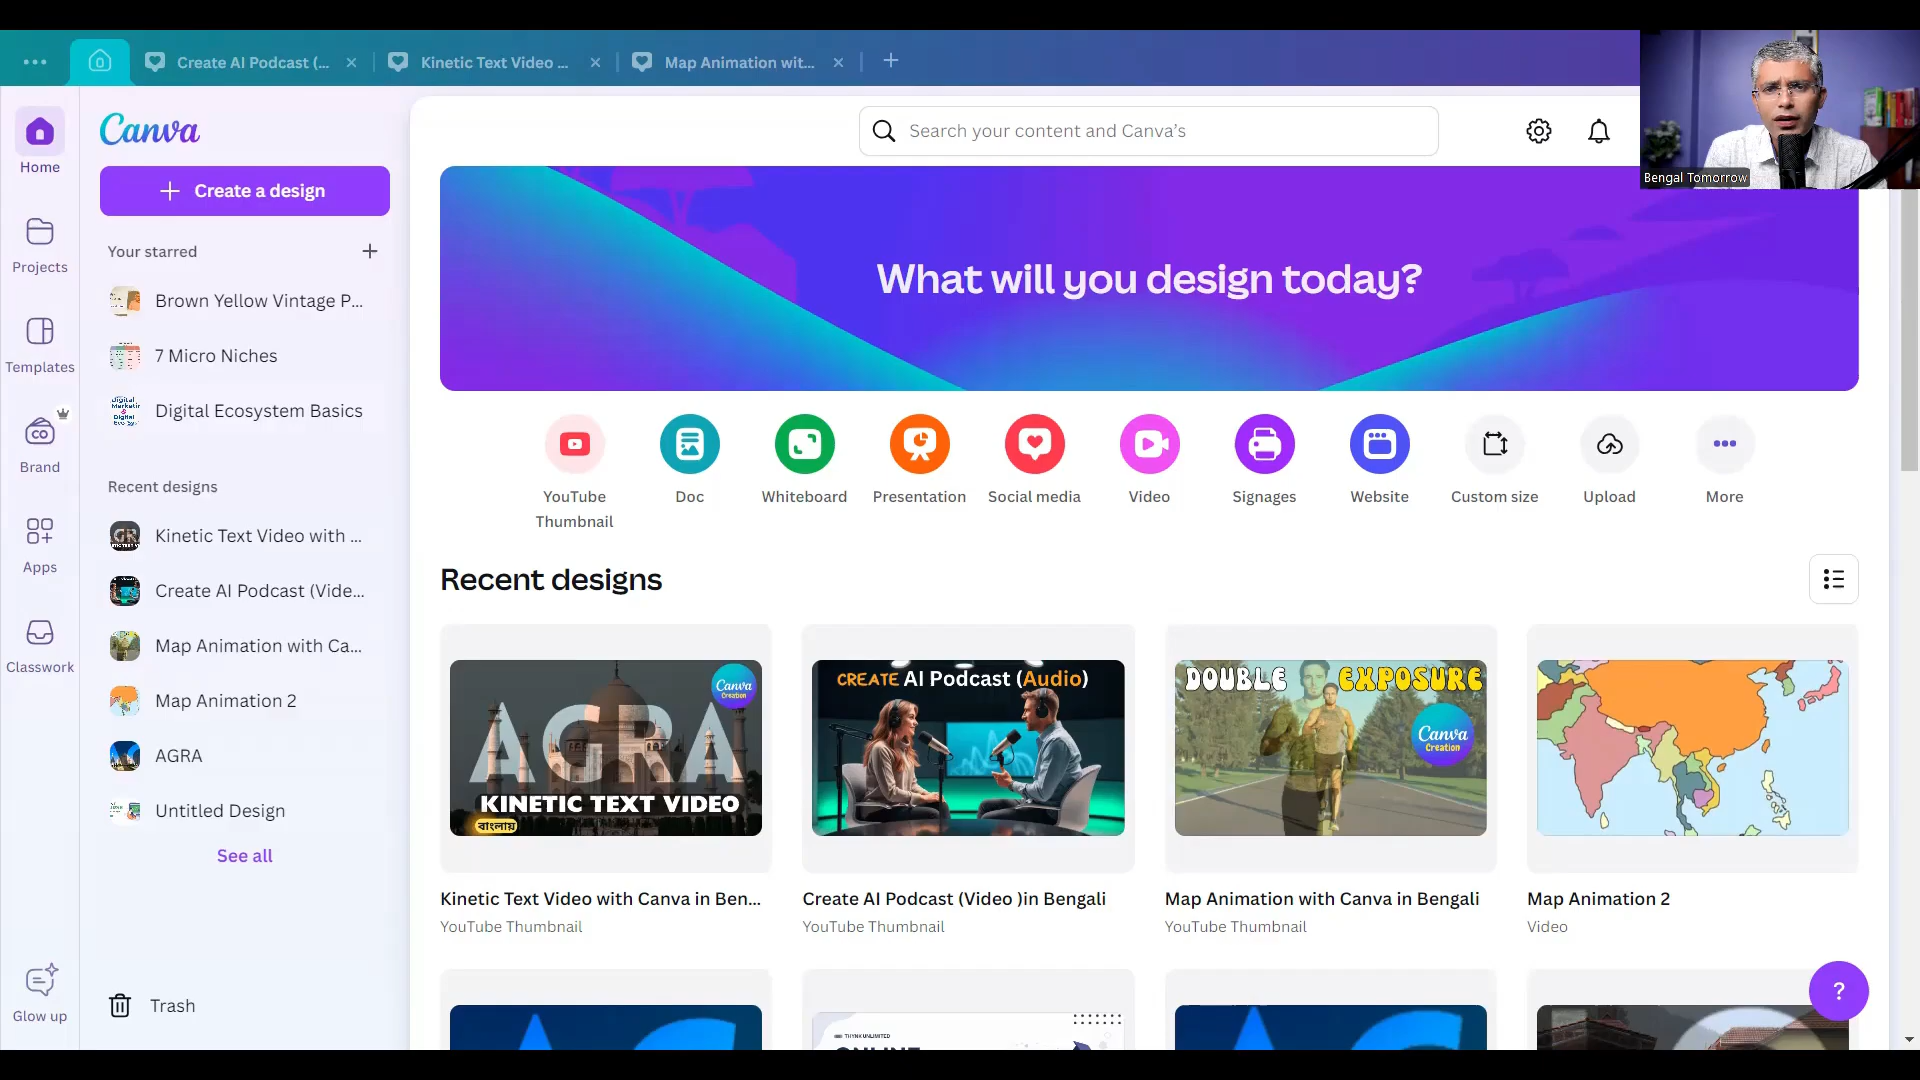 Create AI Podcast (...
Kinetic Text Video ...
Map Animation wit...
Bengal Tomorrow
Home
Projects
Templates
Brand
Apps
Classwork
Glow up
Canva
Create a design
Your starred
Brown Yellow Vintage P...
7 Micro Niches
Digital Ecosystem Basics
Recent designs
Kinetic Text Video with ...
Create AI Podcast (Vide...
Map Animation with Ca...
Map Animation 2
AGRA
Untitled Design
See all
Trash
Search your content and Canva's
What will you design today?
YouTube Thumbnail
Doc
Whiteboard
Presentation
Social media
Video
Signages
Website
Custom size
Upload
More
Recent designs
Canva
Creation
AGRA
KINETIC TEXT VIDEO
বাংলায়
Kinetic Text Video with Canva in Ben...
YouTube Thumbnail
CREATE AI Podcast (Audio)
Create AI Podcast (Video )in Bengali
YouTube Thumbnail
DOUBLE EXPOSURE
Canva
Creation
Map Animation with Canva in Bengali
YouTube Thumbnail
Map Animation 2
Video
THYNK UNLIMITED
ONLINE
?